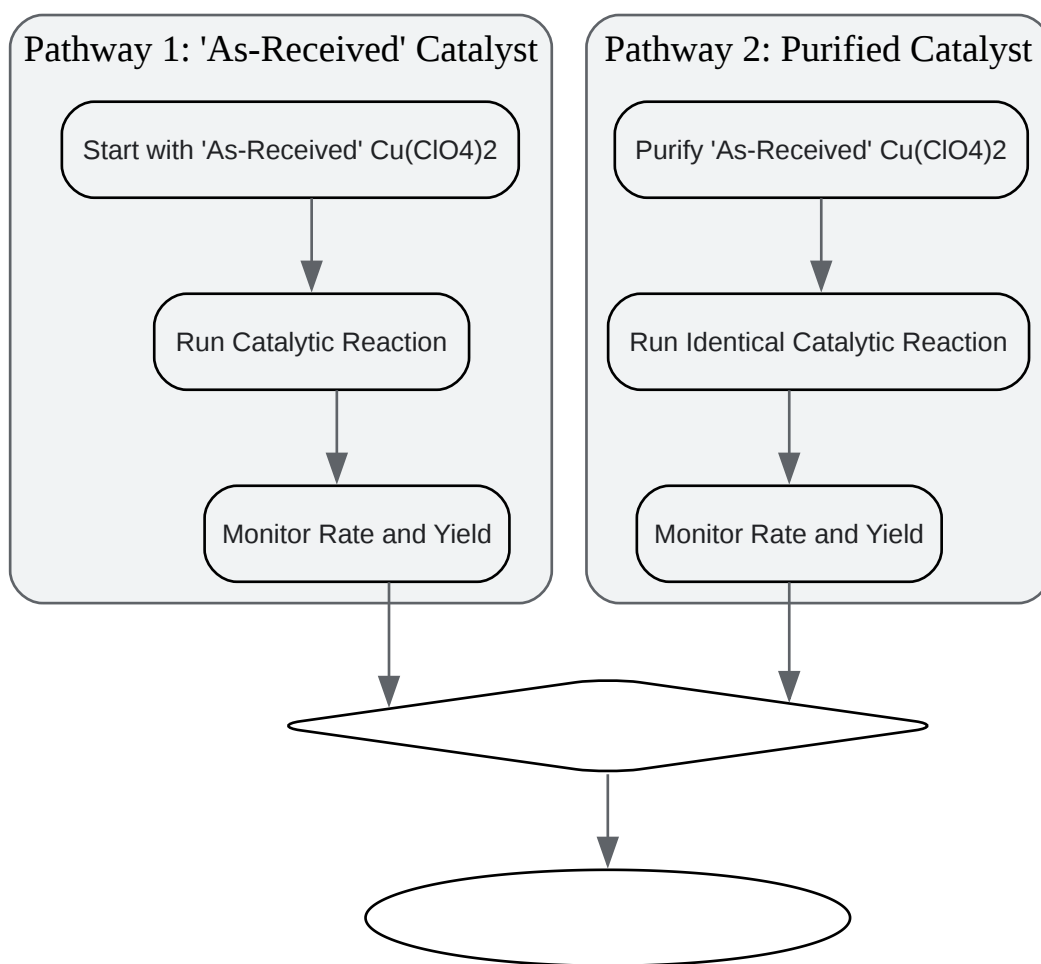 Pathway 1: 'As-Received' Catalyst
Start with 'As-Received' Cu(ClO4)2
Run Catalytic Reaction
Monitor Rate and Yield
Pathway 2: Purified Catalyst
Purify 'As-Received' Cu(ClO4)2
Run Identical Catalytic Reaction
Monitor Rate and Yield